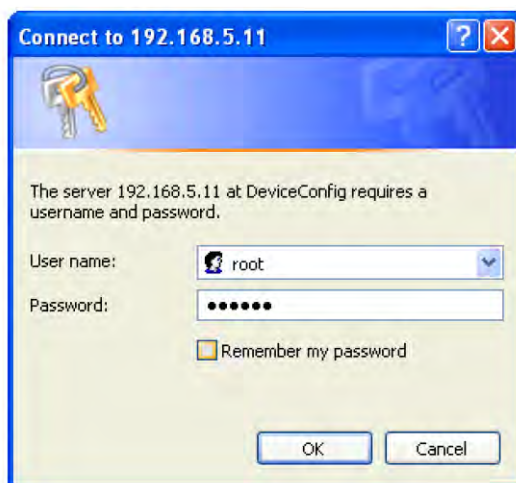 Connect to 192.168.5.11
The server 192.168.5.11 at DeviceConfig requires a
username and password.
User name:
root
Password:
••••••
Remember my password
OK
Cancel